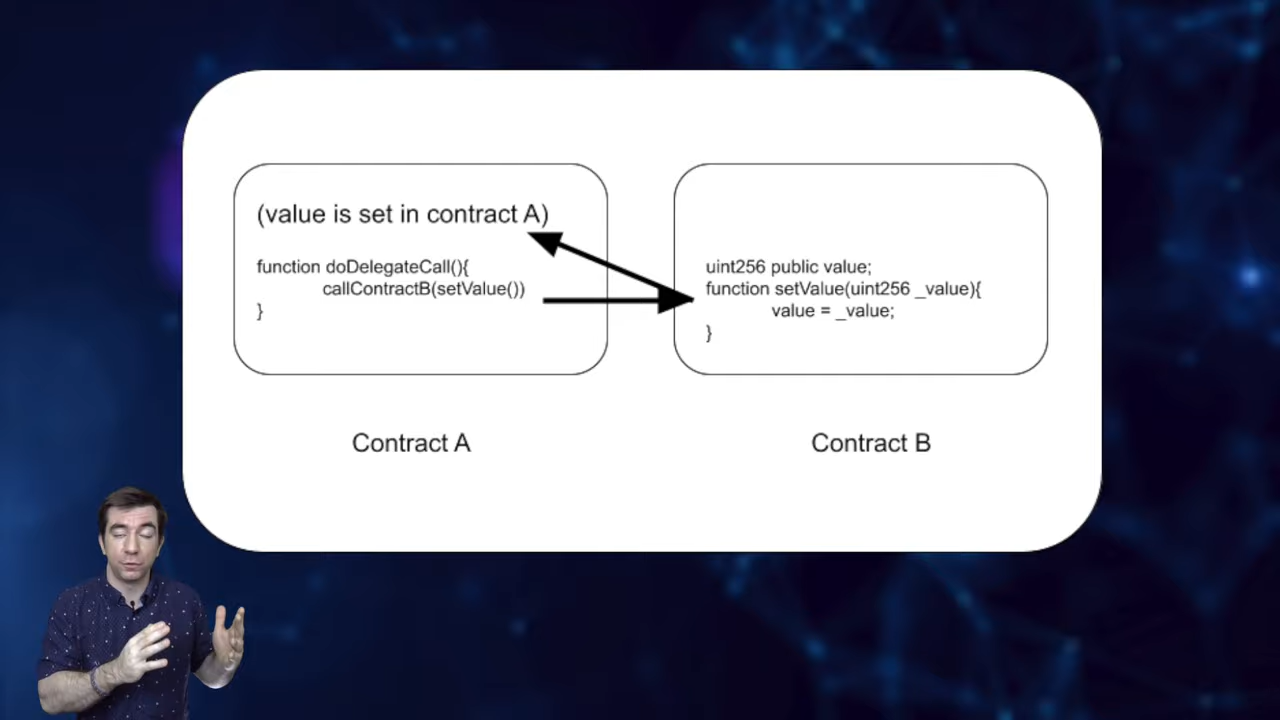 (value is set in contract A)
function doDelegateCall(){
callContractB(setValue())
}
uint256 public value;
function setValue(uint256 _value){
value = _value;
}
Contract A
Contract B